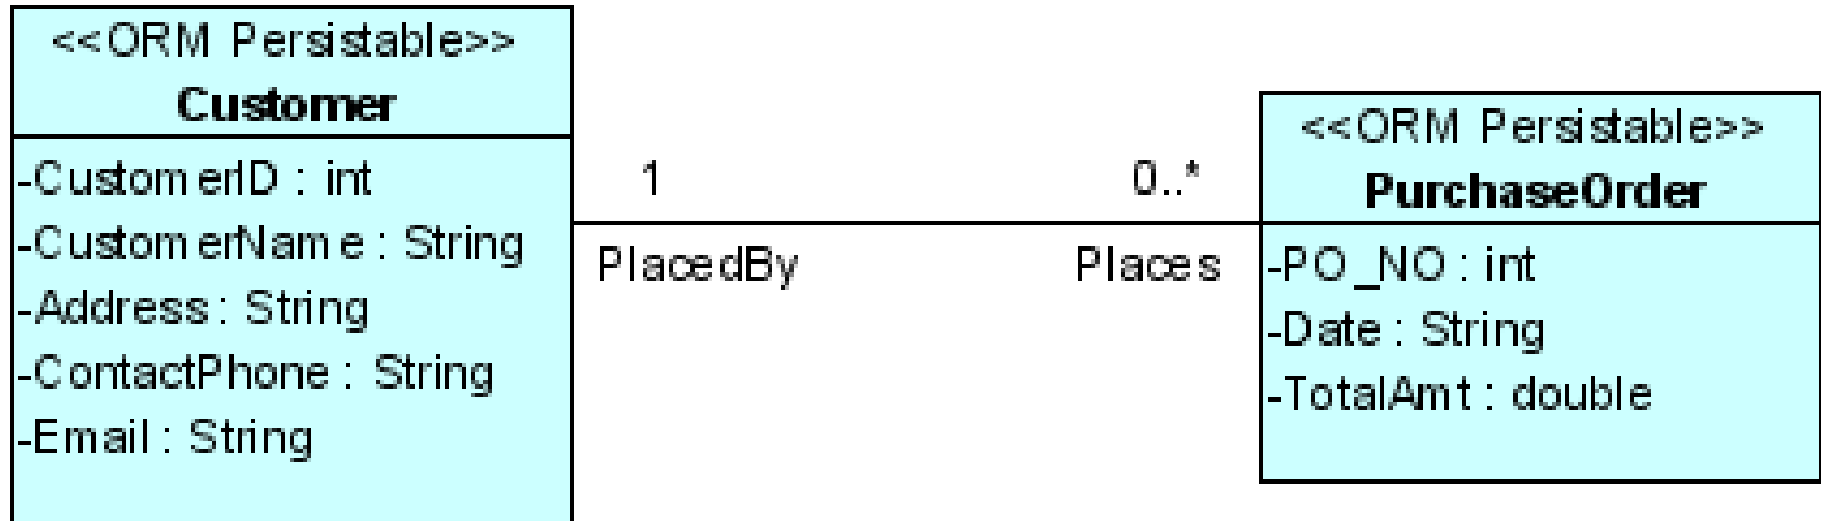 <<ORM Persistable>>
Customer
-CustomerID : int
-CustomerName : String
-Address : String
-ContactPhone : String
-Email : String
1
0..*
PlacedBy
Places
<<ORM Persistable>>
PurchaseOrder
-PO_NO : int
-Date : String
-TotalAmt : double